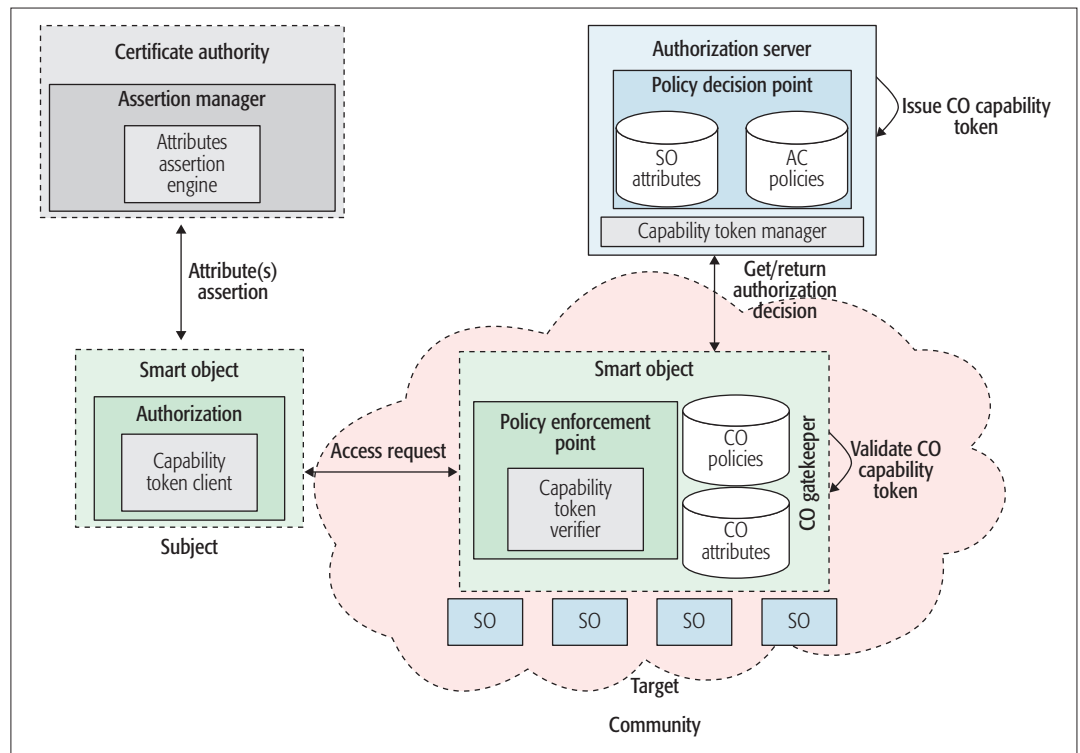 Certificate authority
Assertion manager
Attributes
assertion
engine
Attribute(s)
assertion
Smart object
Authorization
Capability
token client
Subject
Access request
Authorization server
Policy decision point
SO
attributes
AC
policies
Capability token manager
Issue CO capability
token
Get/return
authorization
decision
Smart object
Policy enforcement
point
Capability
token
verifier
CO
policies
CO
attributes
CO gatekeeper
Validate CO
capability
token
SO
SO
SO
SO
Target
Community